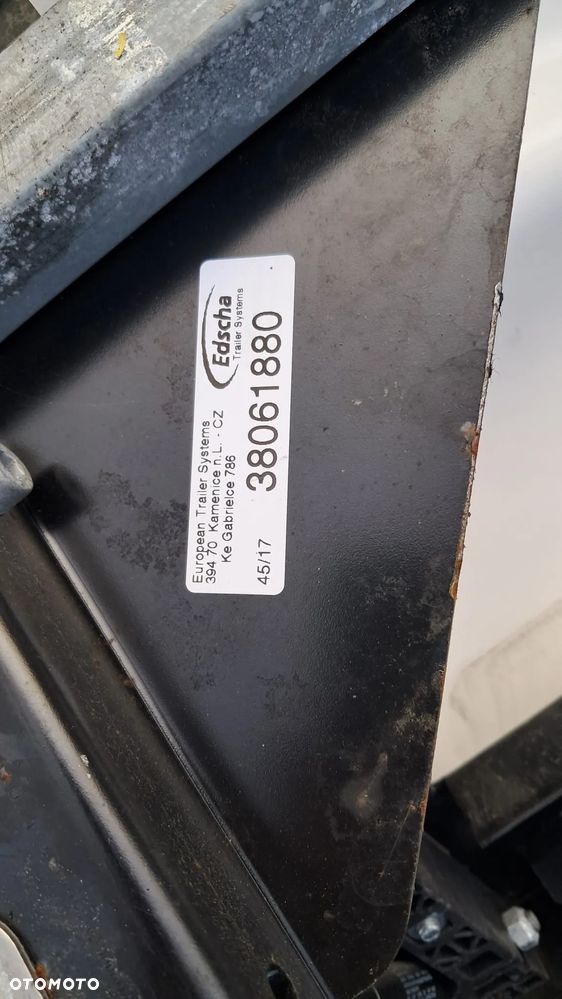 European Trailer Systems
394 70 Kamenice n.L. - CZ
Ke Gabrielce 786
Edscha
Trailer Systems
45/17
38061880
OTOMOTO